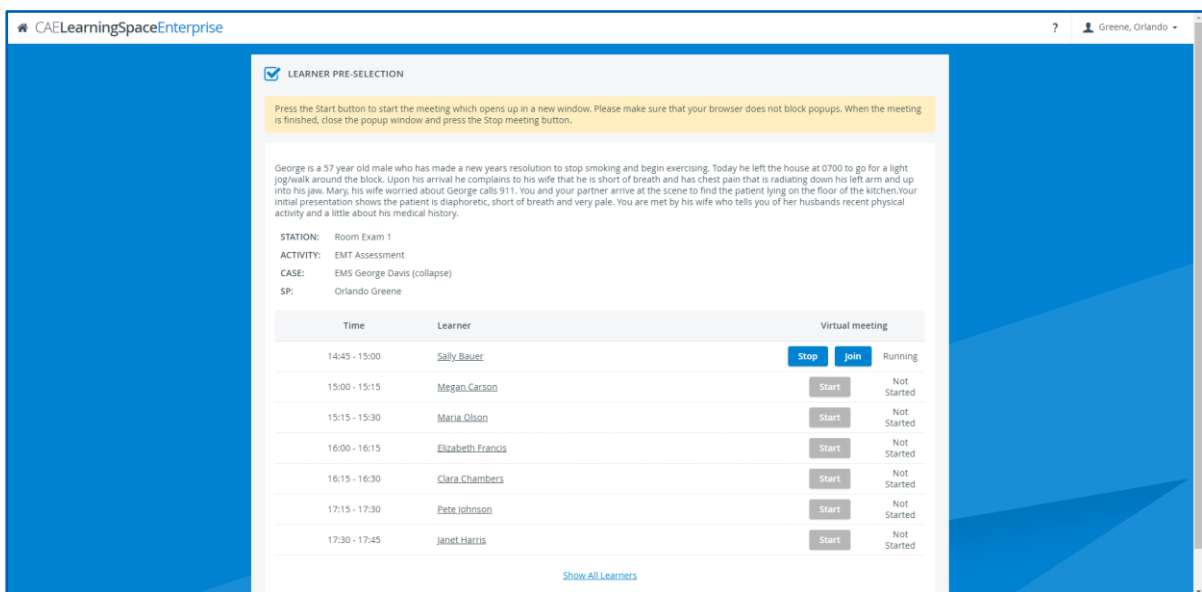 CAELearningSpaceEnterprise
? Greene, Orlando
LEARNER PRE-SELECTION
Press the Start button to start the meeting which opens up in a new window. Please make sure that your browser does not block popups. When the meeting
is finished, close the popup window and press the Stop meeting button.
George is a 57 year old male who has made a new years resolution to stop smoking and begin exercising. Today he left the house at 0700 to go for a light
jog/walk around the block. Upon his arrival he complains to his wife that he is short of breath and has chest pain that is radiating down his left arm and up
into his jaw. Mary, his wife worried about George calls 911. You and your partner arrive at the scene to find the patient lying on the floor of the kitchen.Your
initial presentation shows the patient is diaphoretic, short of breath and very pale. You are met by his wife who tells you of her husbands recent physical
activity and a little about his medical history.
STATION: Room Exam 1
ACTIVITY: EMT Assessment
CASE: EMS George Davis (collapse)
SP: Orlando Greene
Time Learner Virtual meeting
14:45 - 15:00 Sally Bauer Stop Join Running
15:00 - 15:15 Megan Carson Start Not Started
15:15 - 15:30 Maria Olson Start Not Started
16:00 - 16:15 Elizabeth Francis Start Not Started
16:15 - 16:30 Clara Chambers Start Not Started
17:15 - 17:30 Pete Johnson Start Not Started
17:30 - 17:45 Janet Harris Start Not Started
Show All Learners